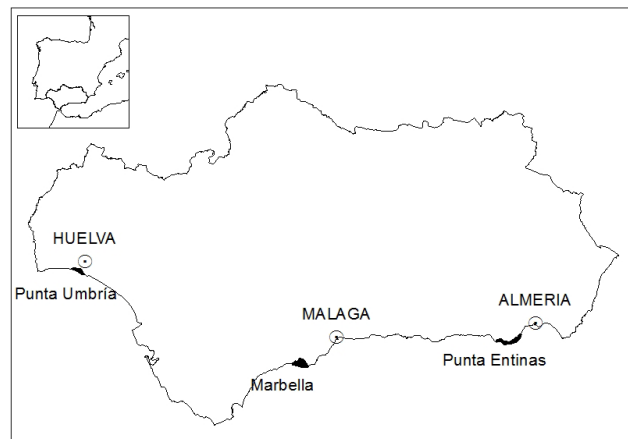 HUELVA
Punta Umbría
MALAGA
ALMERIA
Marbella
Punta Entinas